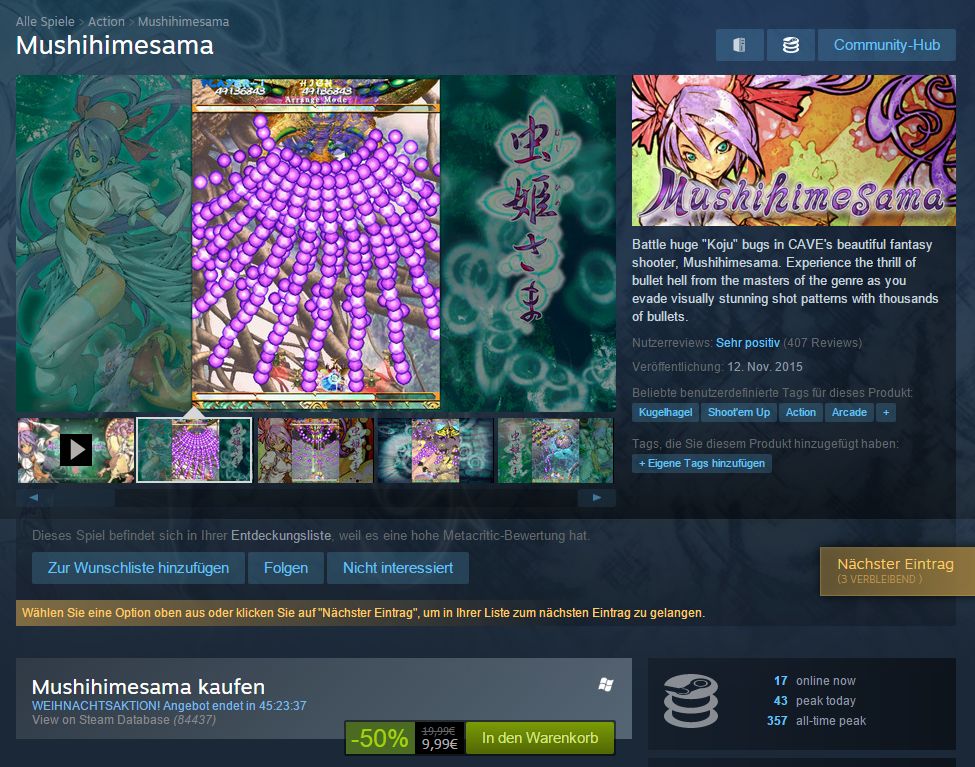 Alle Spiele > Action > Mushihimesama
Mushihimesama
Community-Hub
49136843 49136843
Arrange Mode
虫姫さま
Mushihimesama
Battle huge "Koju" bugs in CAVE's beautiful fantasy
shooter, Mushihimesama. Experience the thrill of
bullet hell from the masters of the genre as you
evade visually stunning shot patterns with thousands
of bullets.
Nutzerreviews: Sehr positiv (407 Reviews)
Veröffentlichung: 12. Nov. 2015
Beliebte benutzerdefinierte Tags für dieses Produkt:
Kugelhagel Shoot'em Up Action Arcade +
Tags, die Sie diesem Produkt hinzugefügt haben:
+ Eigene Tags hinzufügen
Dieses Spiel befindet sich in Ihrer Entdeckungsliste, weil es eine hohe Metacritic-Bewertung hat.
Zur Wunschliste hinzufügen Folgen Nicht interessiert
Nächster Eintrag
(3 VERBLEIBEND )
Wählen Sie eine Option oben aus oder klicken Sie auf "Nächster Eintrag", um in Ihrer Liste zum nächsten Eintrag zu gelangen.
Mushihimesama kaufen
WEIHNACHTSAKTION! Angebot endet in 45:23:37
View on Steam Database (84437)
-50% 19,99€ 9,99€ In den Warenkorb
17 online now
43 peak today
357 all-time peak